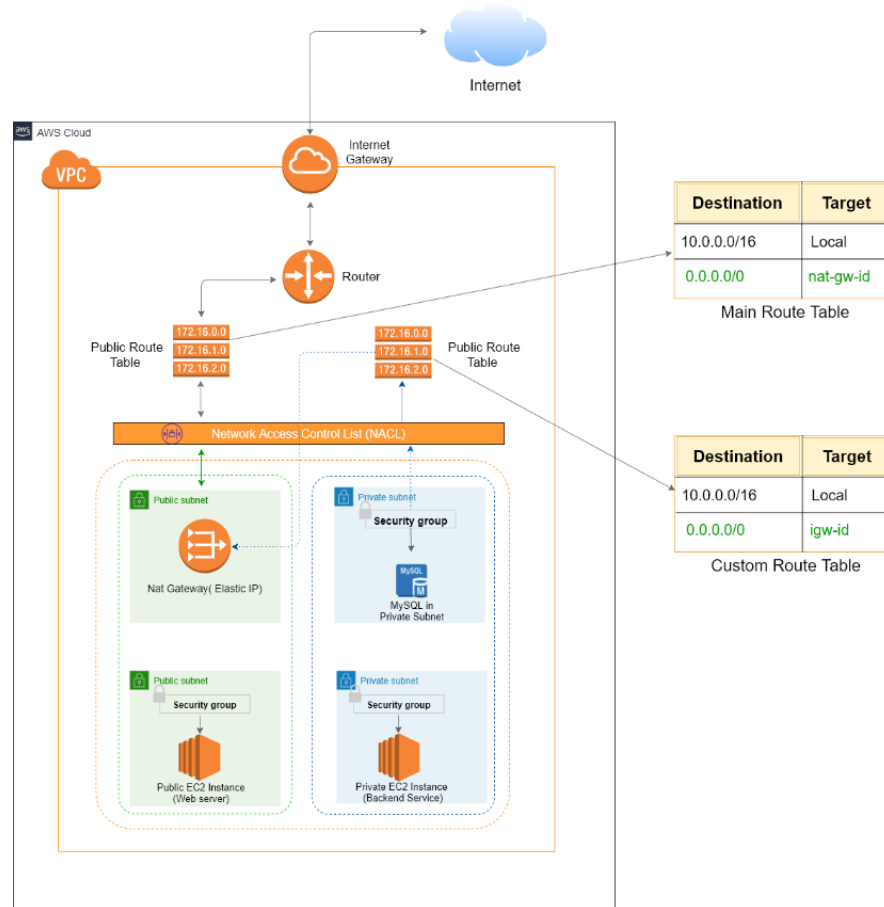 Internet
aws
AWS Cloud
Internet
Gateway
VPC
Router
Destination Target
10.0.0.0/16 Local
0.0.0.0/0 nat-gw-id
Main Route Table
Public Route
Table
172.16.0.0
172.16.1.0
172.16.2.0
172.16.0.0
172.16.1.0
172.16.2.0
Public Route
Table
Network Access Control List (NACL)
Destination Target
10.0.0.0/16 Local
0.0.0.0/0 igw-id
Custom Route Table
Public subnet
Nat Gateway( Elastic IP)
Private subnet
Security group
MySQL
M
MySQL in
Private Subnet
Public subnet
Security group
Public EC2 Instance
(Web server)
Private subnet
Security group
Private EC2 Instance
(Backend Service)